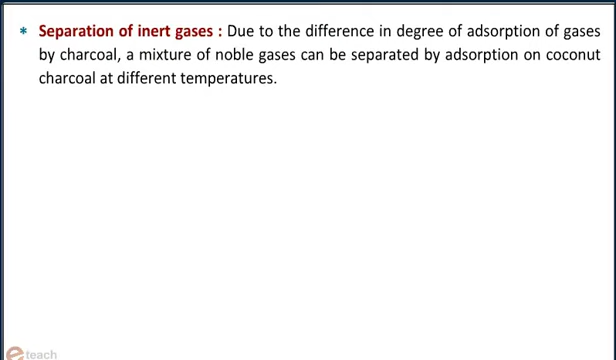 * Separation of inert gases : Due to the difference in degree of adsorption of gases
by charcoal, a mixture of noble gases can be separated by adsorption on coconut
charcoal at different temperatures.
e teach